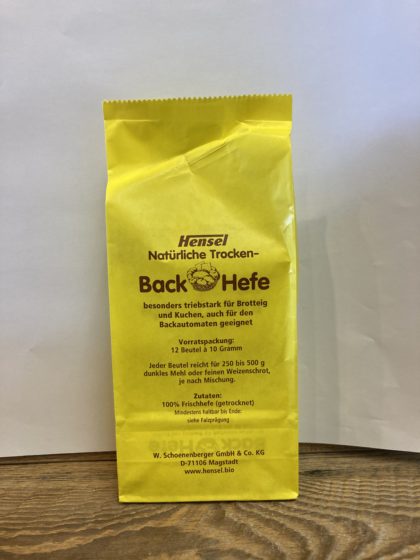 Hensel
Natürliche Trocken-
Back Hefe
besonders triebstark für Brotteig
und Kuchen, auch für den
Backautomaten geeignet
Vorratspackung:
12 Beutel à 10 Gramm
Jeder Beutel reicht für 250 bis 500 g
dunkles Mehl oder feinen Weizenschrot,
je nach Mischung.
Zutaten:
100% Frischhefe (getrocknet)
Mindestens haltbar bis Ende:
siehe Falzprägung
Back Hefe
W. Schoenenberger GmbH & Co. KG
D-71106 Magstadt
www.hensel.bio